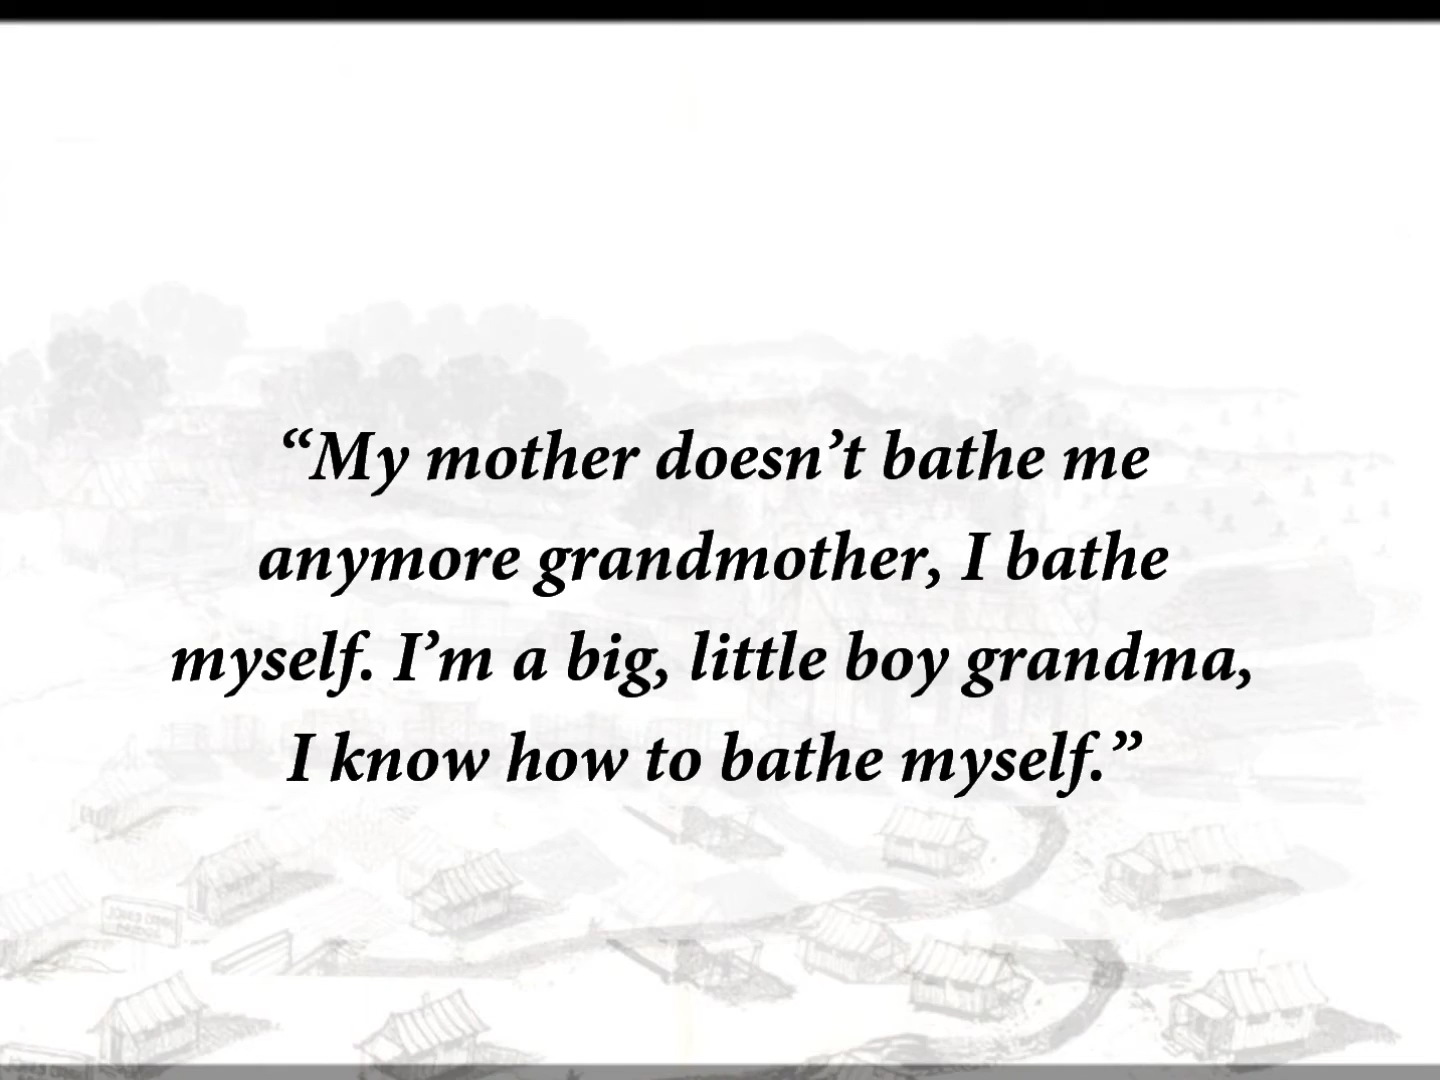 “My mother doesn’t bathe me
anymore grandmother, I bathe
myself. I’m a big, little boy grandma,
I know how to bathe myself.”